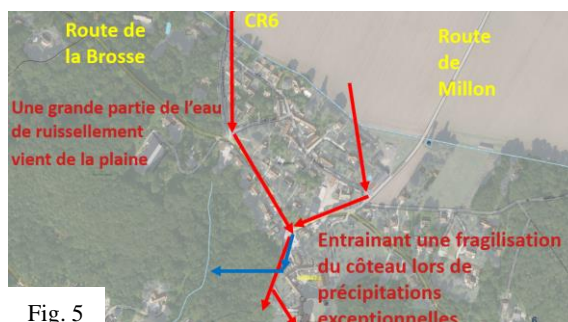 Route de
la Brosse
CR6
Route
de
Millon
Une grande partie de l'eau
de ruissellement
vient de la plaine
Entrainant une fragilisation
du côteau lors de
précipitations
exceptionnelles
Fig. 5